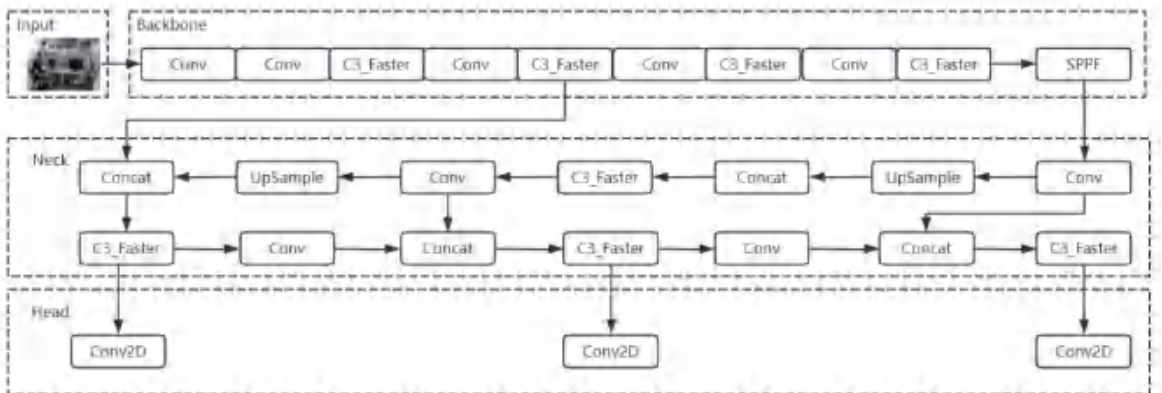 Input
Backbone
Conv Conv C3_Faster Conv C3_Faster Conv C3_Faster Conv C3_Faster SPPF
Neck
Concat UpSample Conv C3_Faster Concat UpSample Conv
C3_Faster Conv Concat C3_Faster Conv Concat C3_Faster
Head
Conv2D Conv2D Conv2D